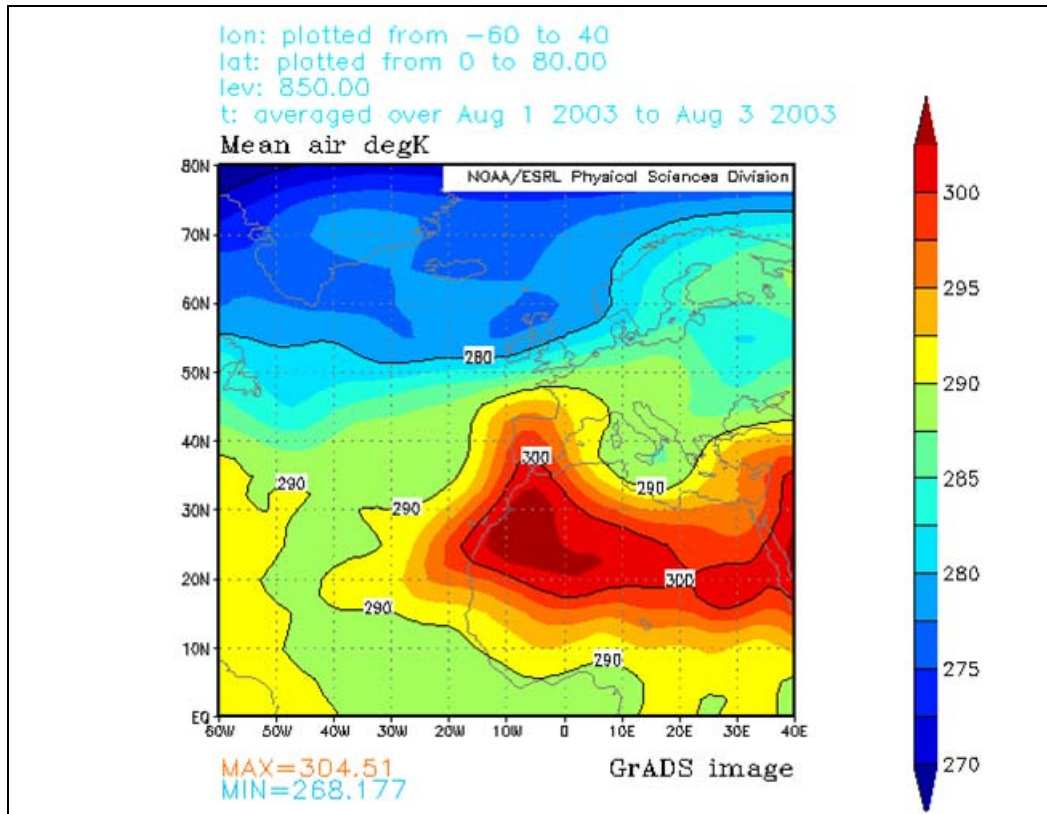 lon: plotted from −60 to 40
lat: plotted from 0 to 80.00
lev: 850.00
t: averaged over Aug 1 2003 to Aug 3 2003
Mean air degK
NOAA/ESRL Physical Sciences Division
80N
70N
60N
50N
40N
30N
20N
10N
EQ
280
300
290
290
290
290
300
290
60W 50W 40W 30W 20W 10W 0 10E 20E 30E 40E
300
295
290
285
280
275
270
MAX=304.51
MIN=268.177
GrADS image